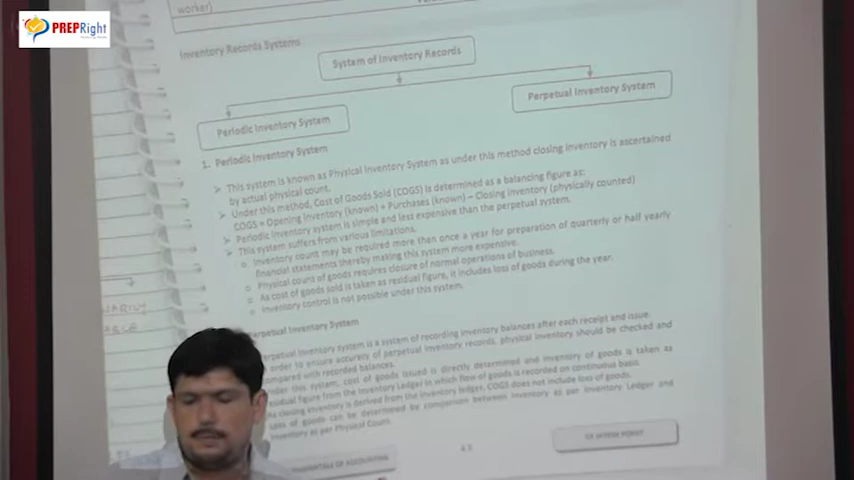 PREPRight
worker)
Inventory Records Systems
System of Inventory Records
Periodic Inventory System
Perpetual Inventory System
1. Periodic Inventory System
➢ This system is known as Physical Inventory System as under this method closing inventory is ascertained
by actual physical count.
➢ Under this method, Cost of Goods Sold (COGS) is determined as a balancing figure as:
COGS = Opening Inventory (known) + Purchases (known) – Closing Inventory (physically counted)
➢ Periodic inventory system is simple and less expensive than the perpetual system.
➢ This system suffers from various limitations.
o Inventory count may be required more than once a year for preparation of quarterly or half yearly
financial statements thereby making this system more expensive.
o Physical count of goods requires closure of normal operations of business.
o As cost of goods sold is taken as residual figure, it includes loss of goods during the year.
o Inventory control is not possible under this system.
erpetual Inventory System
erpetual Inventory system is a system of recording inventory balances after each receipt and issue.
order to ensure accuracy of perpetual inventory records, physical inventory should be checked and
ompared with recorded balances.
nder this system, cost of goods issued is directly determined and inventory of goods is taken as
sidual figure from the inventory Ledger in which flow of goods is recorded on continuous basis.
As closing inventory is derived from the inventory ledger, COGS does not include loss of goods.
Loss of goods can be determined by comparison between inventory as per Inventory Ledger and
inventory as per Physical Count.
OF ACCOUNTING